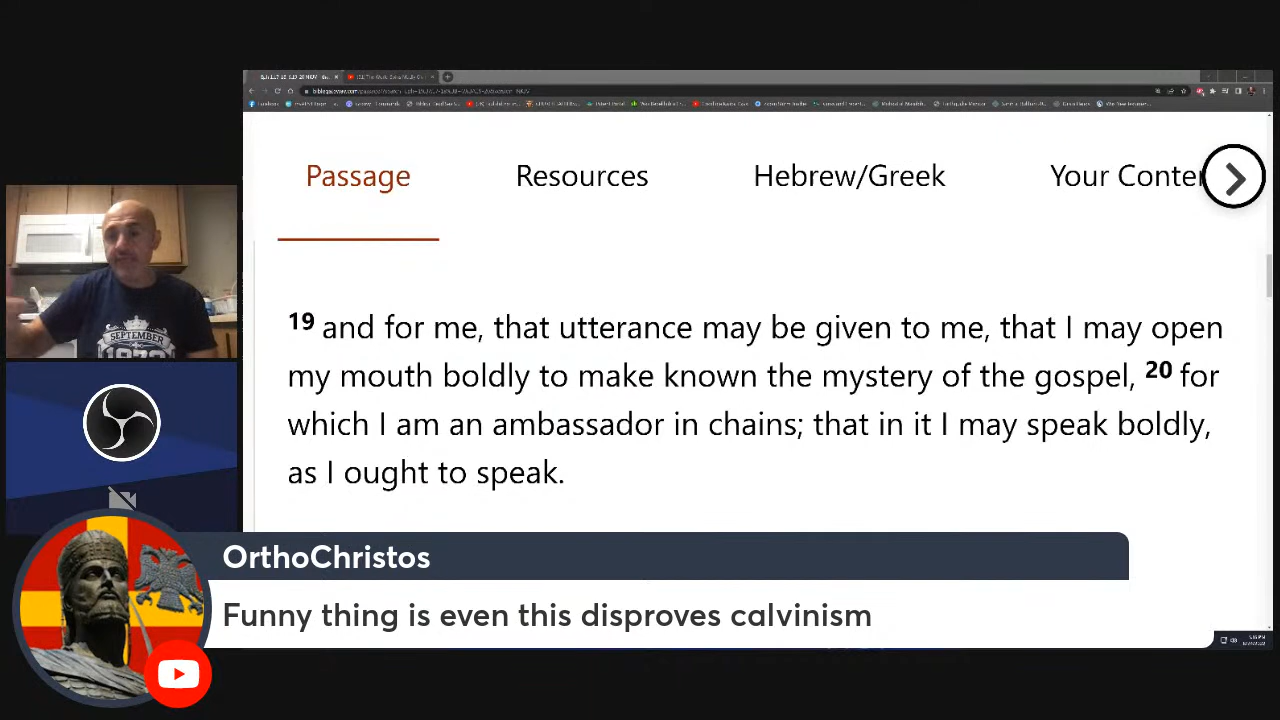 Passage
Resources
Hebrew/Greek
Your Conte
19 and for me, that utterance may be given to me, that I may open
my mouth boldly to make known the mystery of the gospel, 20 for
which I am an ambassador in chains; that in it I may speak boldly,
as I ought to speak.
SEPTEMBER
OrthoChristos
Funny thing is even this disproves calvinism